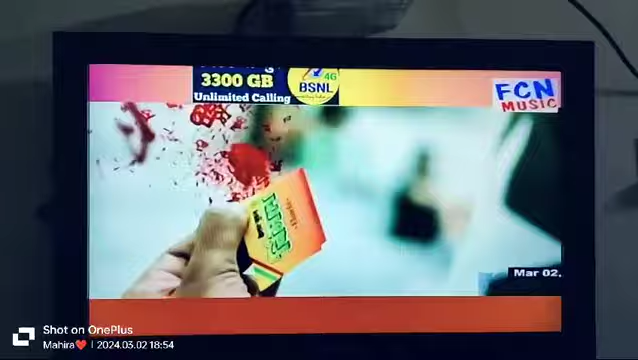 3300 GB
Unlimited Calling
4G
BSNL
FCN
MUSIC
Mar 02,
Shot on OnePlus
Mahira❤️ | 2024.03.02 18:54